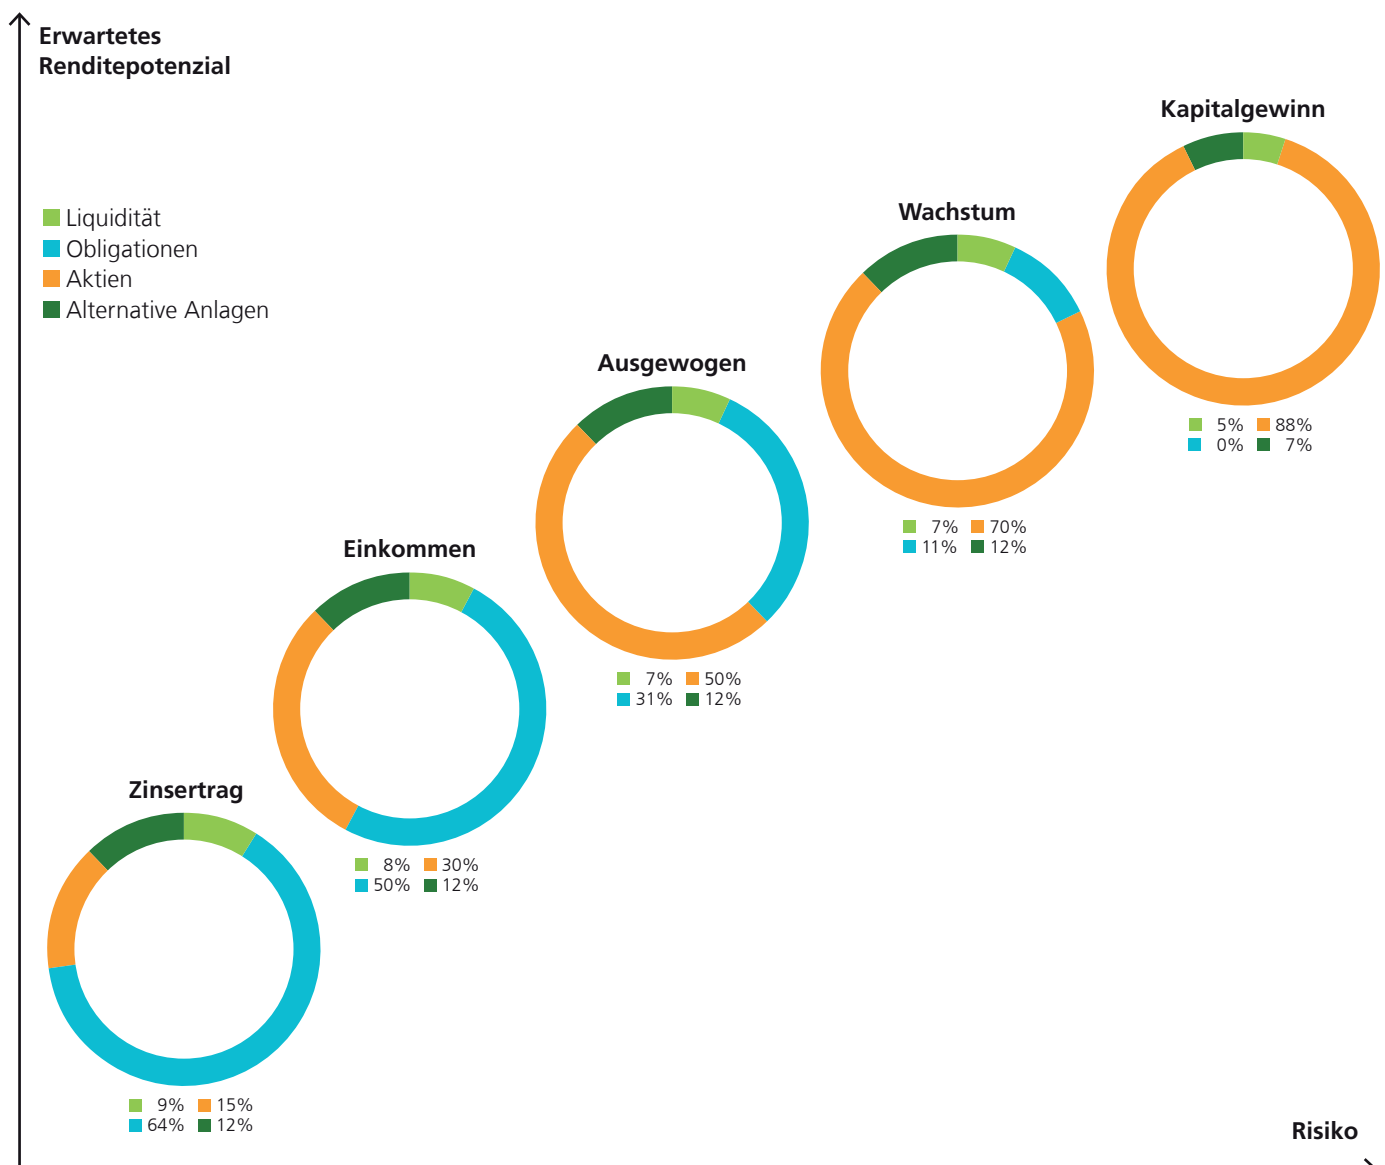 Erwartetes
Renditepotenzial
Liquidität
Obligationen
Aktien
Alternative Anlagen
Kapitalgewinn
5% 88%
0% 7%
Wachstum
7% 70%
11% 12%
Ausgewogen
7% 50%
31% 12%
Einkommen
8% 30%
50% 12%
Zinsertrag
9% 15%
64% 12%
Risiko